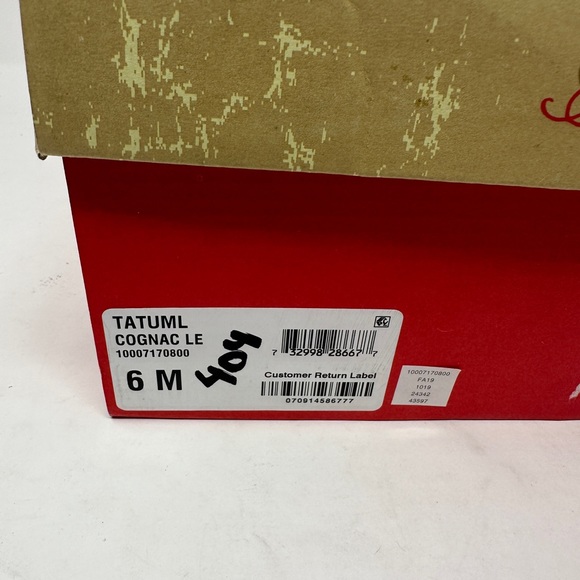 TATUML
COGNAC LE
10007170800
6 M
404
7 32998 28667 7
Customer Return Label
070914586777
10007170800
FA19
1019
24342
43597